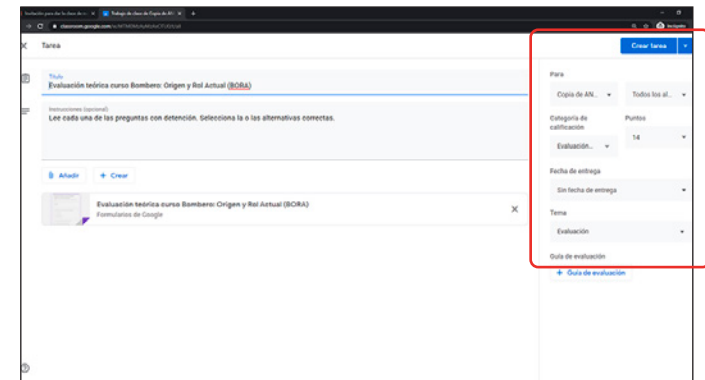 Tarea
Crear tarea
Título
Evaluación teórica curso Bombero: Origen y Rol Actual (BORA)
Instrucciones (opcional)
Lee cada una de las preguntas con detención. Selecciona la o las alternativas correctas.
Añadir
+ Crear
Evaluación teórica curso Bombero: Origen y Rol Actual (BORA)
Formularios de Google
Para
Copia de AN...
Todos los al...
Categoría de calificación
Puntos
Evaluación...
14
Fecha de entrega
Sin fecha de entrega
Tema
Evaluación
Guía de evaluación
+ Guía de evaluación